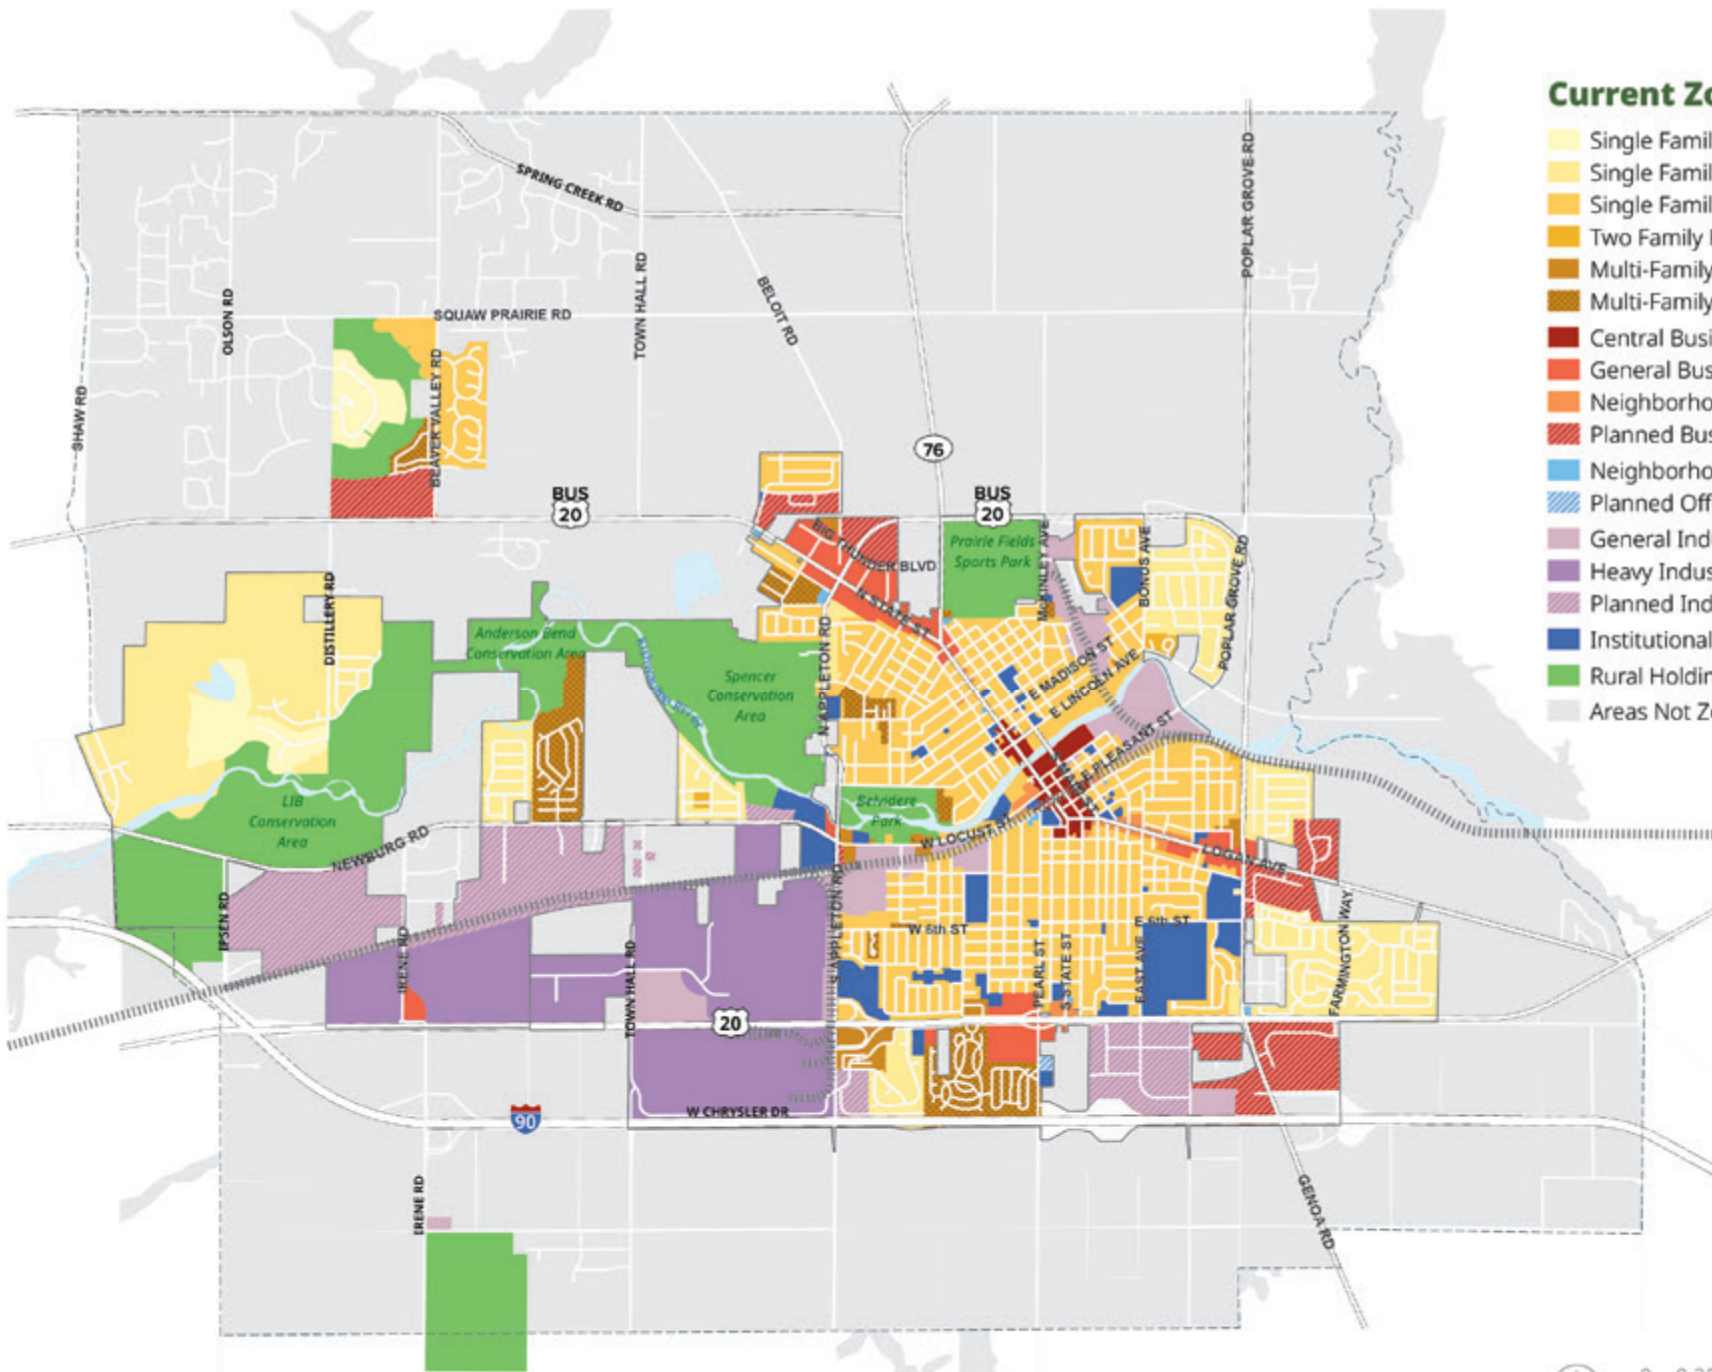 Current Zo
Single Famil
Single Famil
Single Famil
Two Family
Multi-Family
Multi-Family
Central Busi
General Bus
Neighborho
Planned Bus
Neighborho
Planned Off
General Ind
Heavy Indus
Planned Ind
Institutional
Rural Holdin
Areas Not Z
SPRING CREEK RD
POPLAR GROVE RD
OLSON RD
SQUAW PRAIRIE RD
TOWN HALL RD
BELOIT RD
SHAW RD
BEAVER VALLEY RD
76
BUS
20
BUS
20
BIG THUNDER BLVD
Prairie Fields
Sports Park
McKINLEY AVE
BONUS AVE
POPLAR GROVE RD
DISTILLERY RD
Anderson Bend
Conservation Area
Kishwaukee River
Spencer
Conservation
Area
N APPLETON RD
N STATE ST
E MADISON ST
E LINCOLN AVE
E PLEASANT ST
LIB
Conservation
Area
Belvidere
Park
NEWBURG RD
W LOCUST ST
LOGAN AVE
IPSEN RD
IRENE RD
TOWN HALL RD
S APPLETON RD
W 6th ST
E 6th ST
PEARL ST
S STATE ST
EAST AVE
FARMINGTON WAY
20
W CHRYSLER DR
90
IRENE RD
GENOA RD